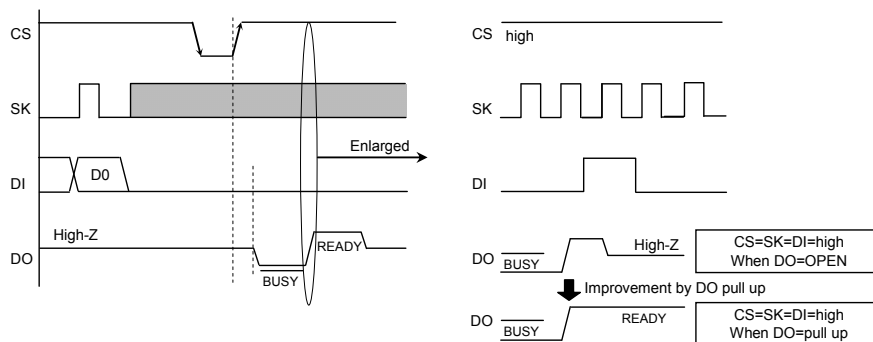 CS
SK
DI
D0
Enlarged
High-Z
DO
BUSY
READY
CS
high
SK
DI
DO
BUSY
High-Z
CS=SK=DI=high
When DO=OPEN
Improvement by DO pull up
DO
BUSY
READY
CS=SK=DI=high
When DO=pull up